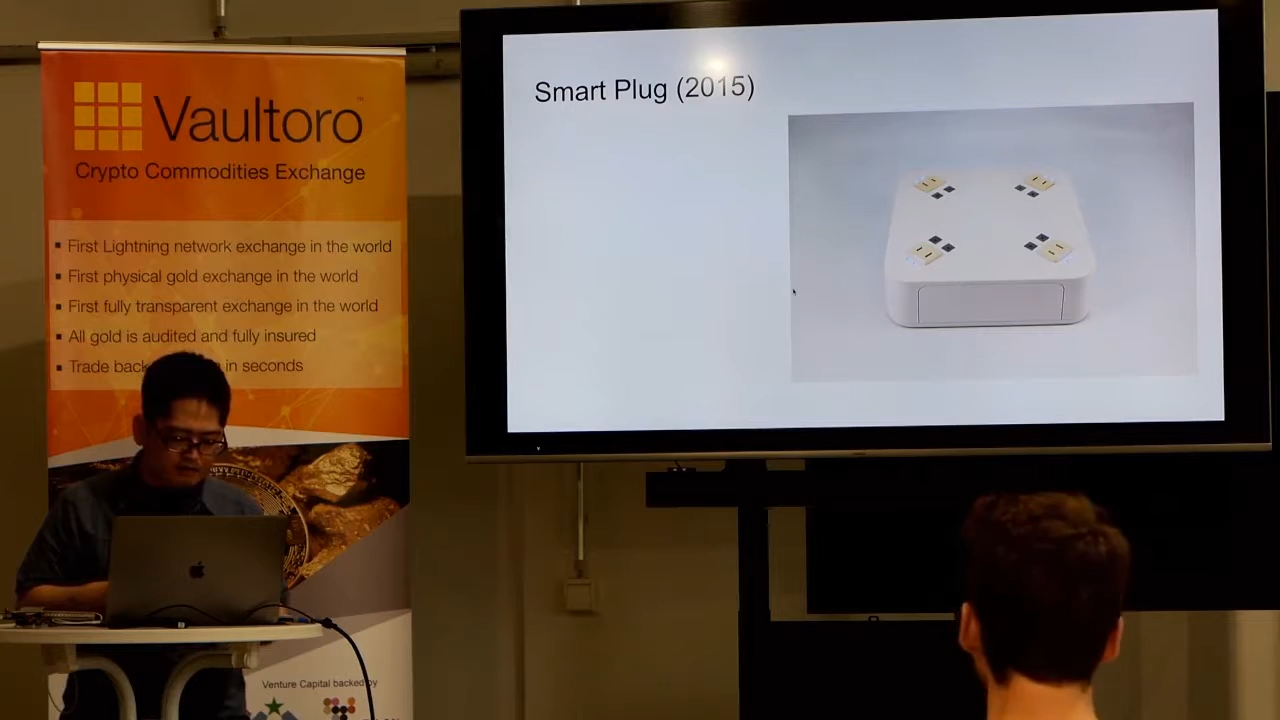 Vaultoro
Crypto Commodities Exchange
▪ First Lightning network exchange in the world
▪ First physical gold exchange in the world
▪ First fully transparent exchange in the world
▪ All gold is audited and fully insured
▪ Trade back in seconds
Venture Capital backed by
Smart Plug (2015)